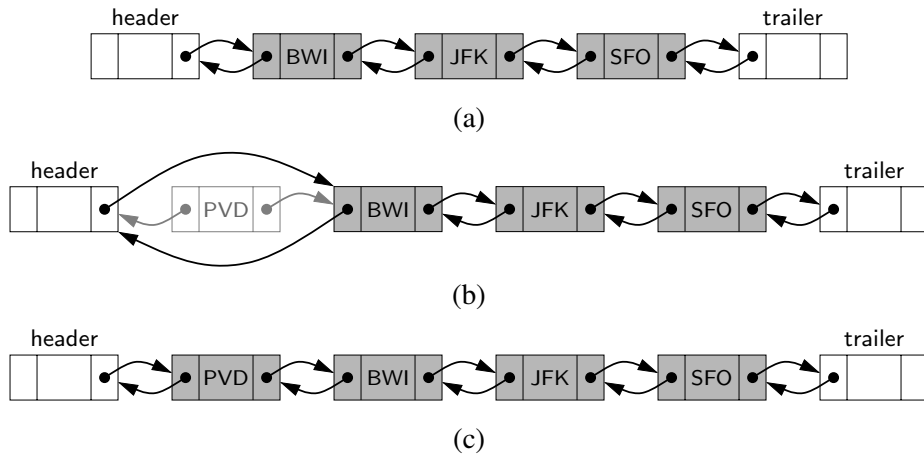 header trailer
BWI JFK SFO
(a)
header trailer
PVD BWI JFK SFO
(b)
header trailer
PVD BWI JFK SFO
(c)